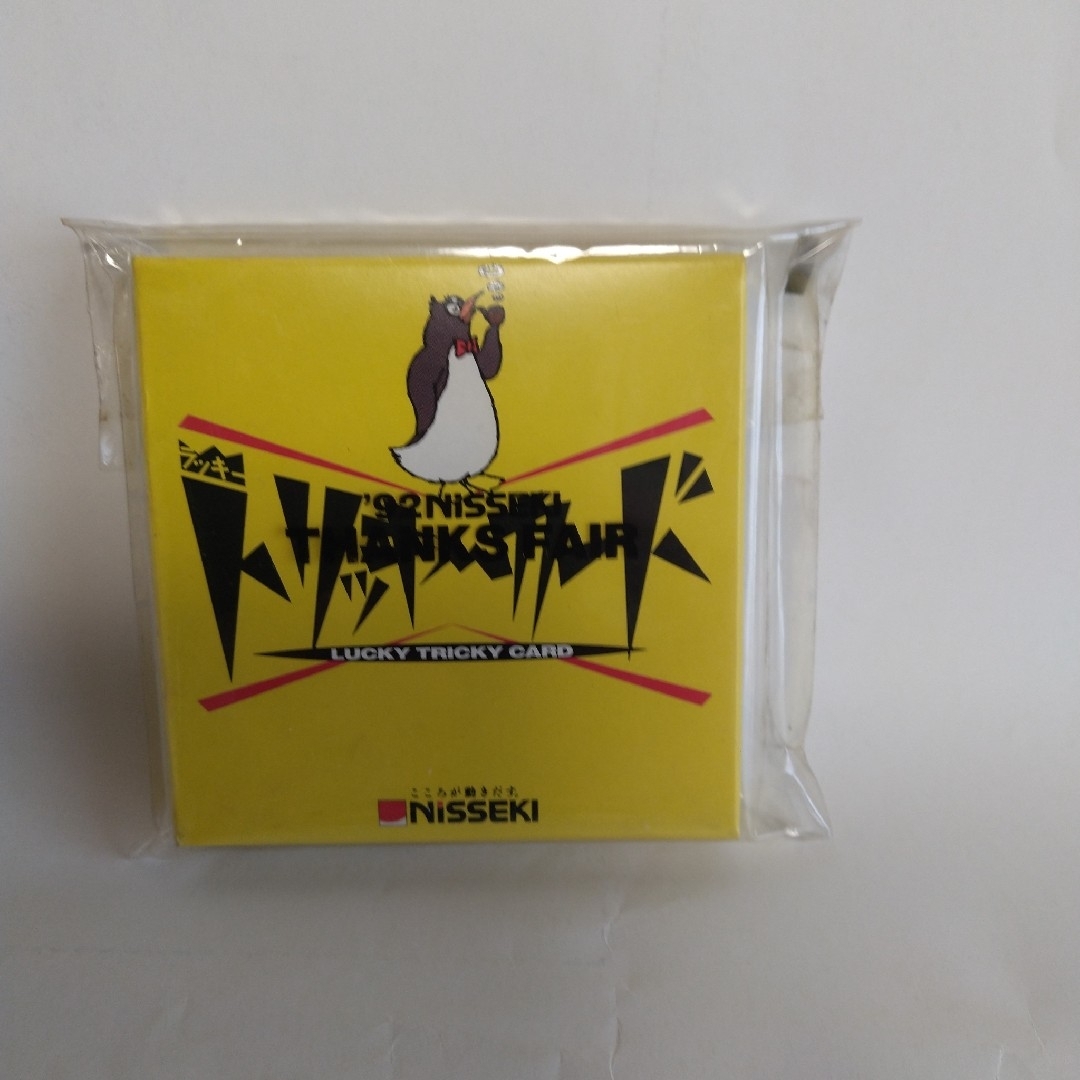 '92 NISSEKI
THANKS FAIR
ラッキー
トリッキーカード
LUCKY TRICKY CARD
こころが動きだす。
NISSEKI